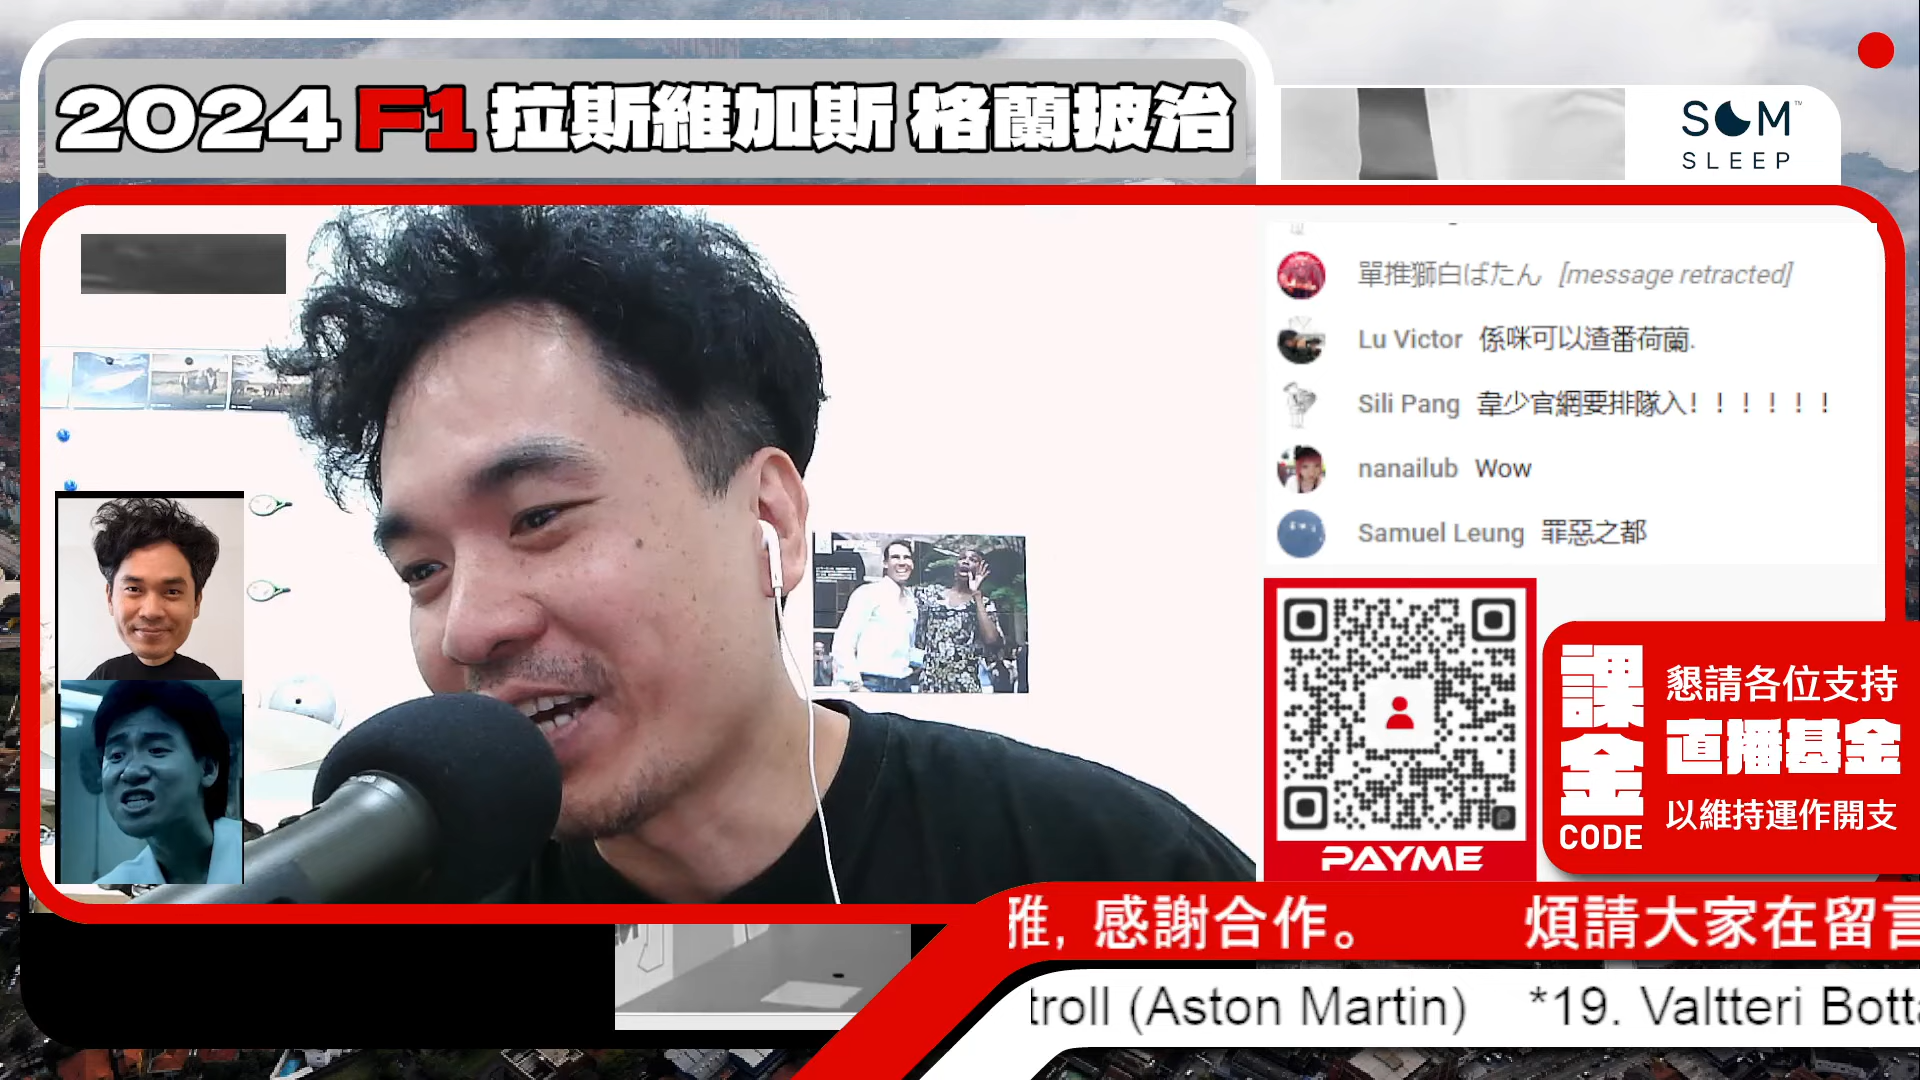 2024 F1 拉斯維加斯 格蘭披治
SOM™
SLEEP
單推獅白ばたん [message retracted]
Lu Victor 係咪可以渣番荷蘭.
Sili Pang 韋少官網要排隊入！！！！！！
nanailub Wow
Samuel Leung 罪惡之都
課金
CODE
懇請各位支持
直播基金
以維持運作開支
PAYME
雅, 感謝合作。 煩請大家在留言
troll (Aston Martin) *19. Valtteri Botta